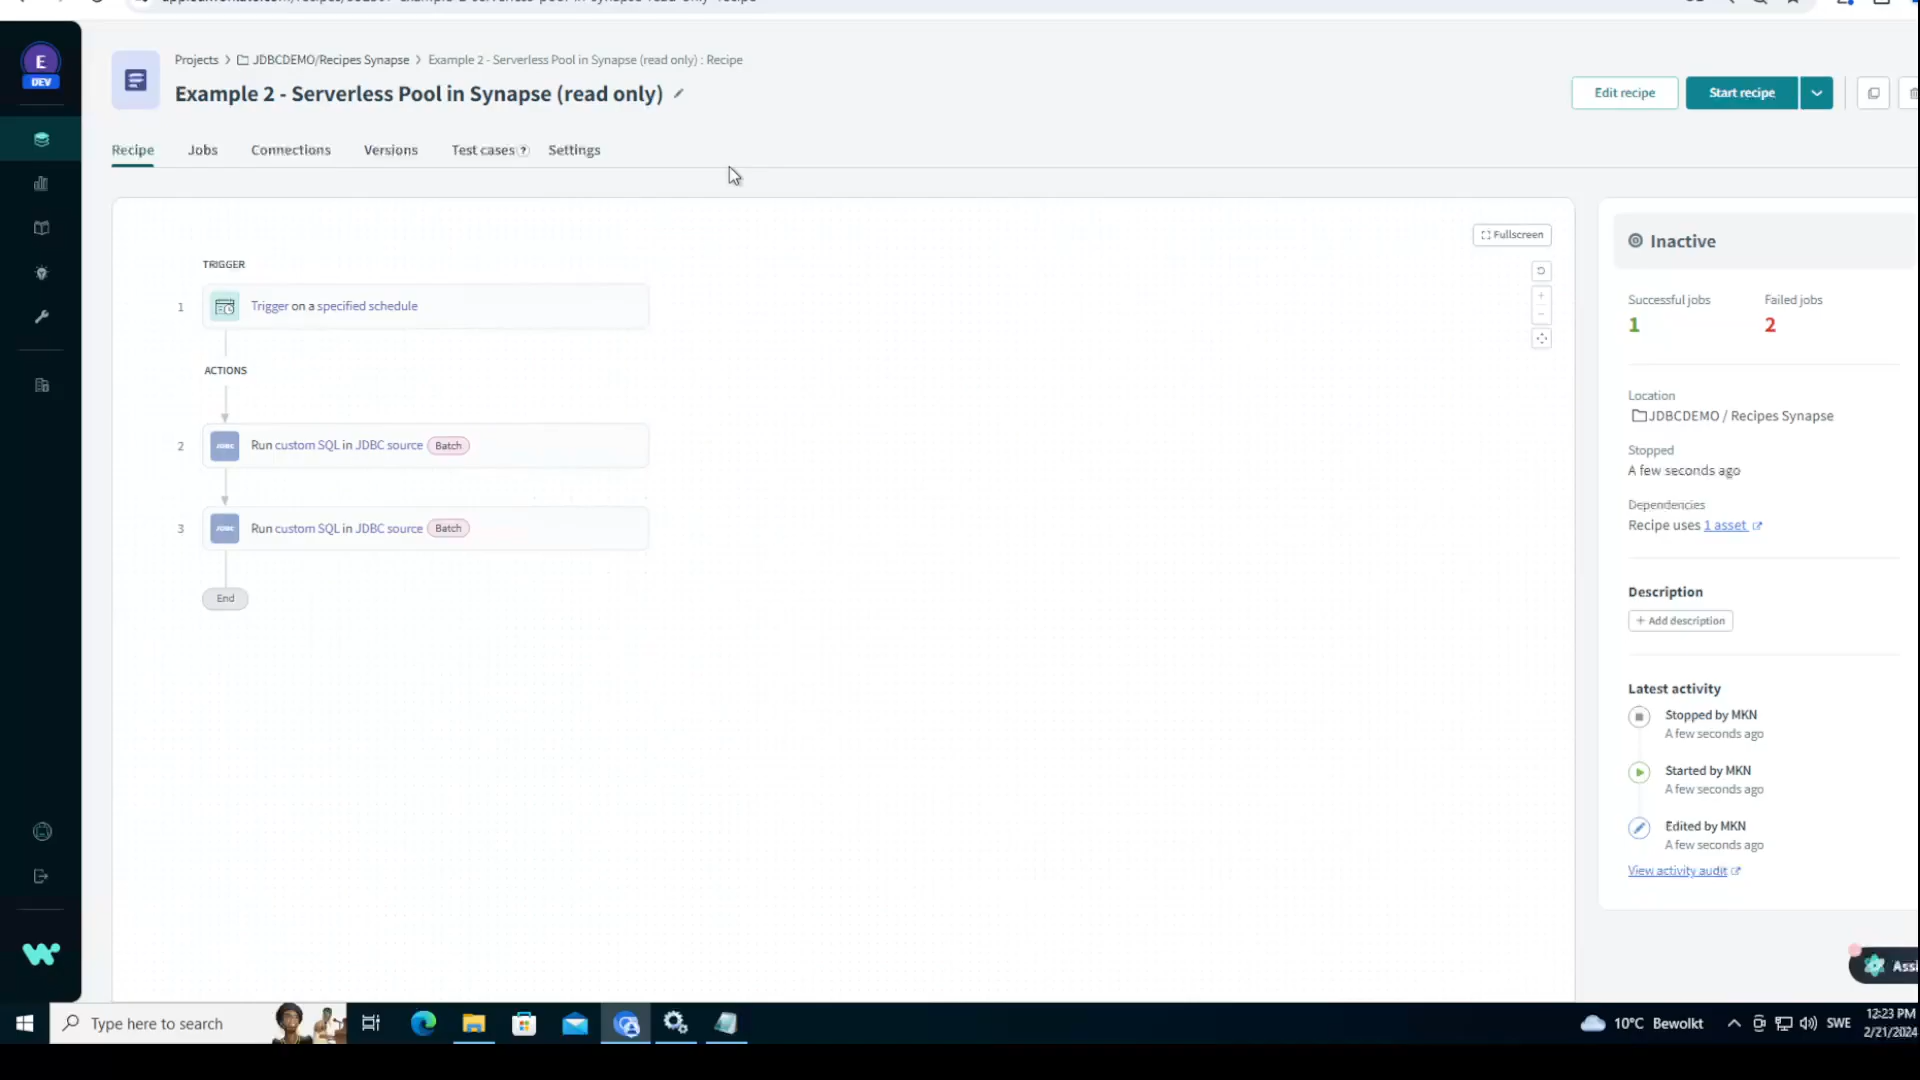 E
DEV
Projects > JDBCDEMO/Recipes Synapse > Example 2 - Serverless Pool in Synapse (read only) : Recipe
Example 2 - Serverless Pool in Synapse (read only)
Edit recipe
Start recipe
Recipe
Jobs
Connections
Versions
Test cases ?
Settings
Fullscreen
TRIGGER
1 Trigger on a specified schedule
ACTIONS
2 JDBC Run custom SQL in JDBC source Batch
3 JDBC Run custom SQL in JDBC source Batch
End
Inactive
Successful jobs
1
Failed jobs
2
Location
JDBCDEMO / Recipes Synapse
Stopped
A few seconds ago
Dependencies
Recipe uses 1 asset
Description
+ Add description
Latest activity
Stopped by MKN
A few seconds ago
Started by MKN
A few seconds ago
Edited by MKN
A few seconds ago
View activity audit
Assi
Type here to search
10°C Bewolkt
SWE
12:23 PM
2/21/2024